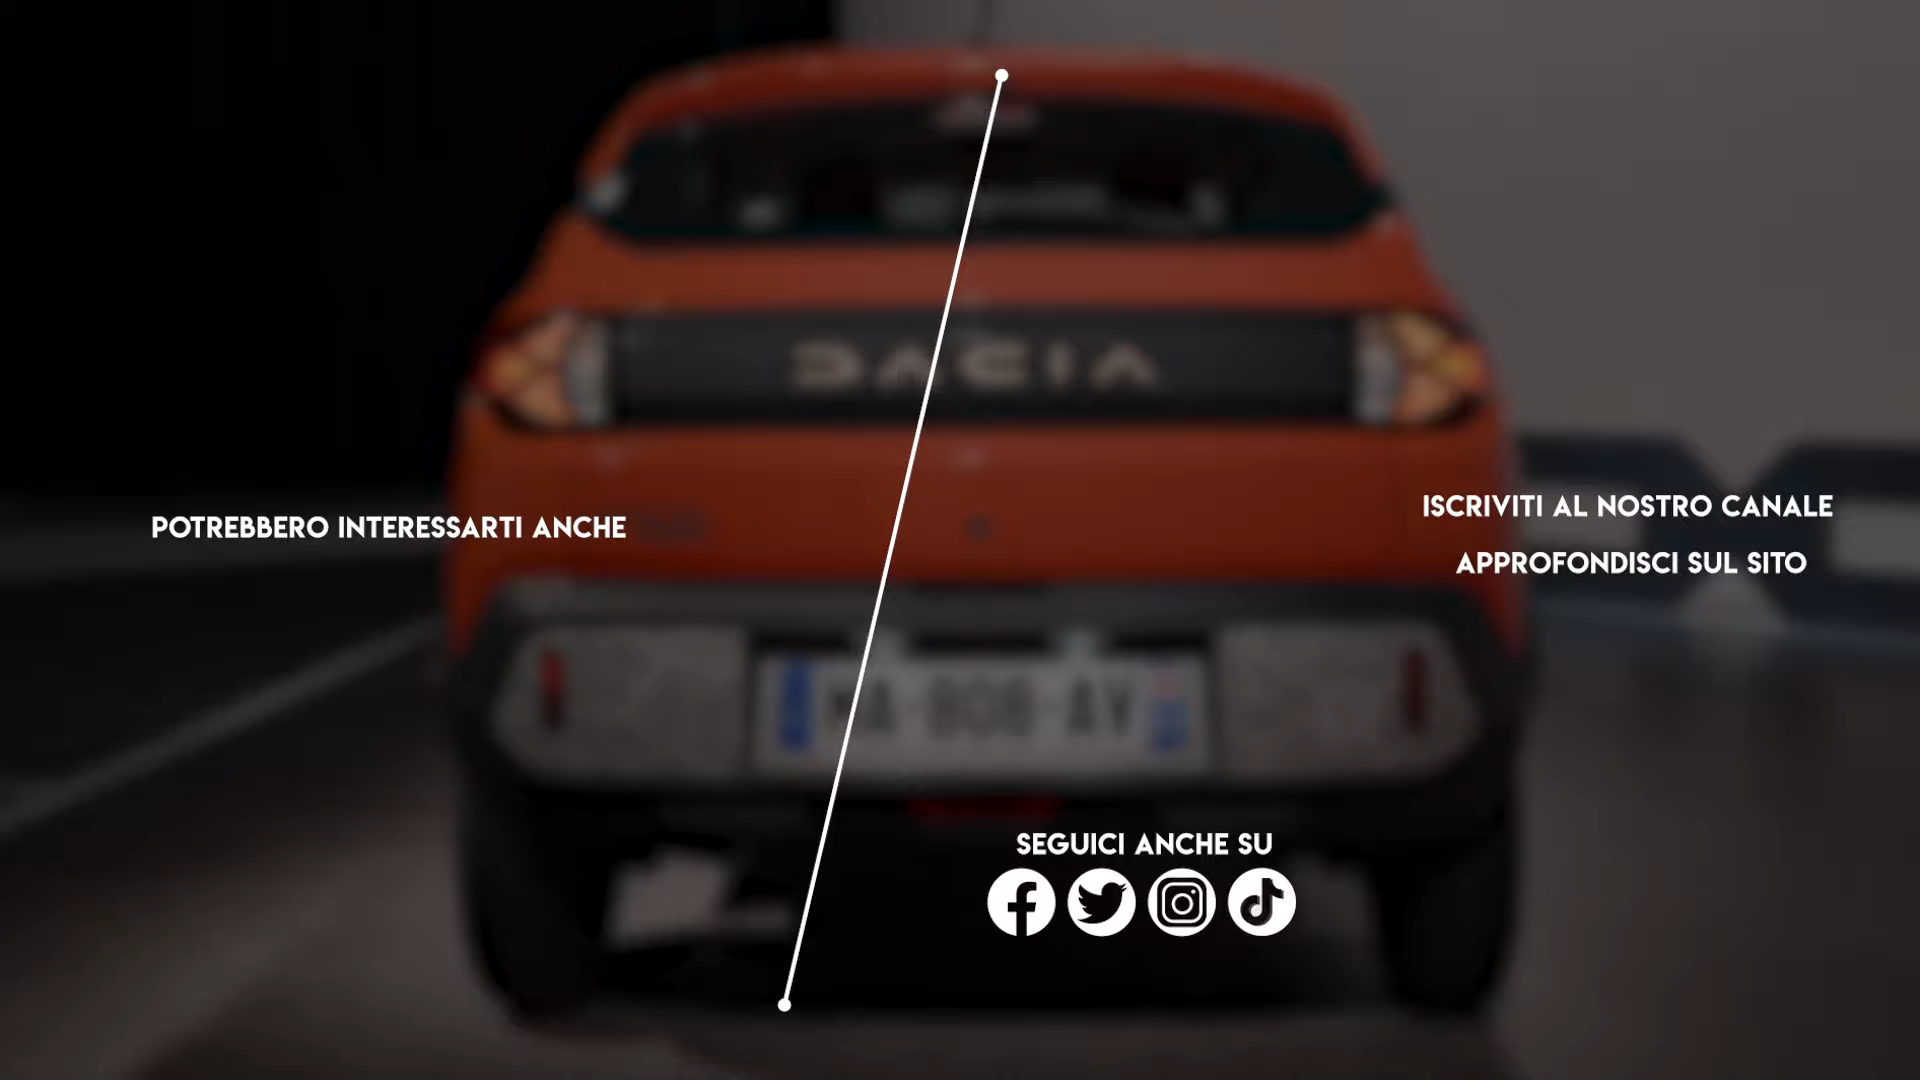 DACIA
POTREBBERO INTERESSARTI ANCHE
ISCRIVITI AL NOSTRO CANALE
APPROFONDISCI SUL SITO
SEGUICI ANCHE SU